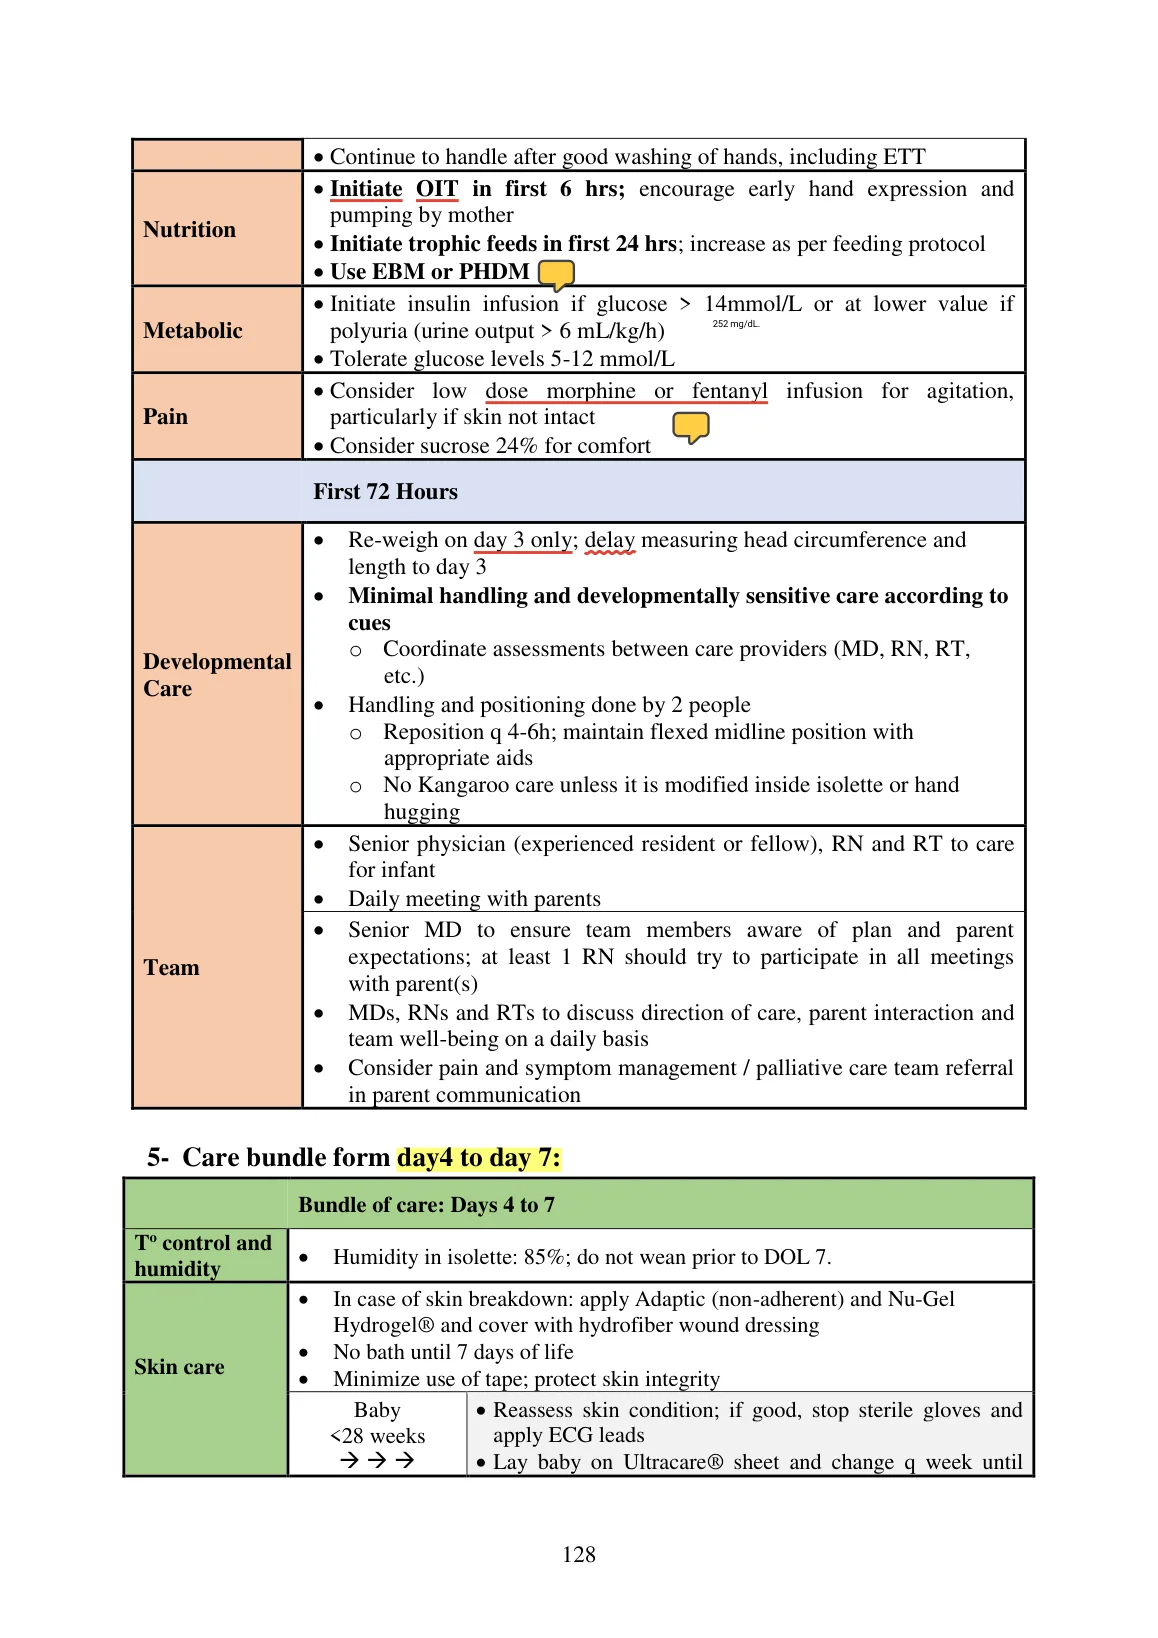 • Continue to handle after good washing of hands, including ETT
Nutrition
• Initiate OIT in first 6 hrs; encourage early hand expression and
pumping by mother
• Initiate trophic feeds in first 24 hrs; increase as per feeding protocol
• Use EBM or PHDM
Metabolic
• Initiate insulin infusion if glucose > 14mmol/L or at lower value if
252 mg/dL.
polyuria (urine output > 6 mL/kg/h)
• Tolerate glucose levels 5-12 mmol/L
Pain
• Consider low dose morphine or fentanyl infusion for agitation,
particularly if skin not intact
• Consider sucrose 24% for comfort
First 72 Hours
Developmental
Care
• Re-weigh on day 3 only; delay measuring head circumference and
length to day 3
• Minimal handling and developmentally sensitive care according to
cues
o Coordinate assessments between care providers (MD, RN, RT,
etc.)
• Handling and positioning done by 2 people
o Reposition q 4-6h; maintain flexed midline position with
appropriate aids
o No Kangaroo care unless it is modified inside isolette or hand
hugging
Team
• Senior physician (experienced resident or fellow), RN and RT to care
for infant
• Daily meeting with parents
• Senior MD to ensure team members aware of plan and parent
expectations; at least 1 RN should try to participate in all meetings
with parent(s)
• MDs, RNs and RTs to discuss direction of care, parent interaction and
team well-being on a daily basis
• Consider pain and symptom management / palliative care team referral
in parent communication
5- Care bundle form day4 to day 7:
Bundle of care: Days 4 to 7
Tº control and
humidity
• Humidity in isolette: 85%; do not wean prior to DOL 7.
Skin care
• In case of skin breakdown: apply Adaptic (non-adherent) and Nu-Gel
Hydrogel® and cover with hydrofiber wound dressing
• No bath until 7 days of life
• Minimize use of tape; protect skin integrity
Baby
<28 weeks
→ → →
• Reassess skin condition; if good, stop sterile gloves and
apply ECG leads
• Lay baby on Ultracare® sheet and change q week until
128